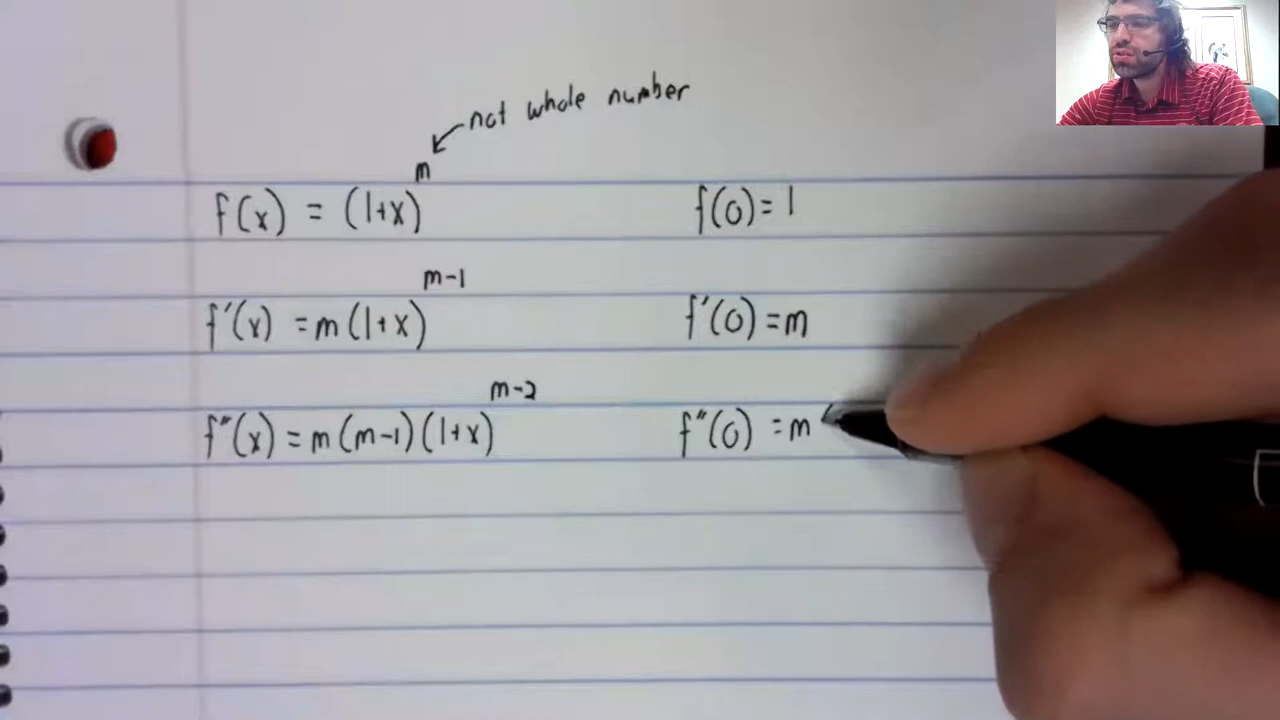 not whole number
f(x) = (1+x)^m
f(0) = 1
f'(x) = m(1+x)^m-1
f'(0) = m
f"(x) = m(m-1)(1+x)^m-2
f"(0) = m(